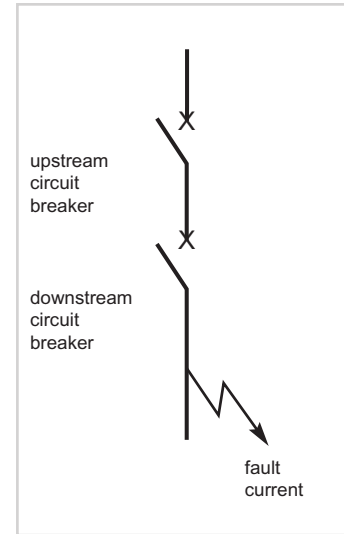 upstream
circuit
breaker
downstream
circuit
breaker
fault
current